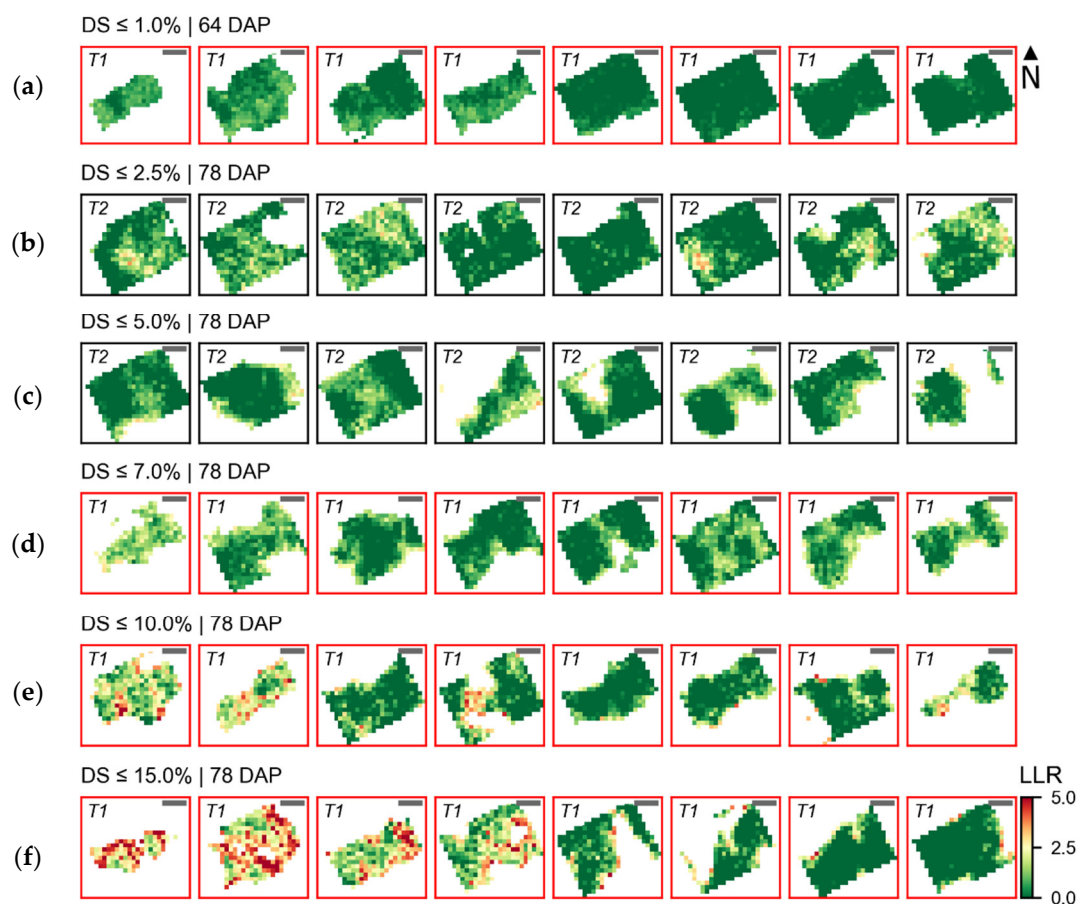 DS ≤ 1.0% | 64 DAP
(a) T1 T1 T1 T1 T1 T1 T1 T1
N
DS ≤ 2.5% | 78 DAP
(b) T2 T2 T2 T2 T2 T2 T2 T2
DS ≤ 5.0% | 78 DAP
(c) T2 T2 T2 T2 T2 T2 T2 T2
DS ≤ 7.0% | 78 DAP
(d) T1 T1 T1 T1 T1 T1 T1 T1
DS ≤ 10.0% | 78 DAP
(e) T1 T1 T1 T1 T1 T1 T1 T1
DS ≤ 15.0% | 78 DAP
LLR
(f) T1 T1 T1 T1 T1 T1 T1 T1
5.0
2.5
0.0